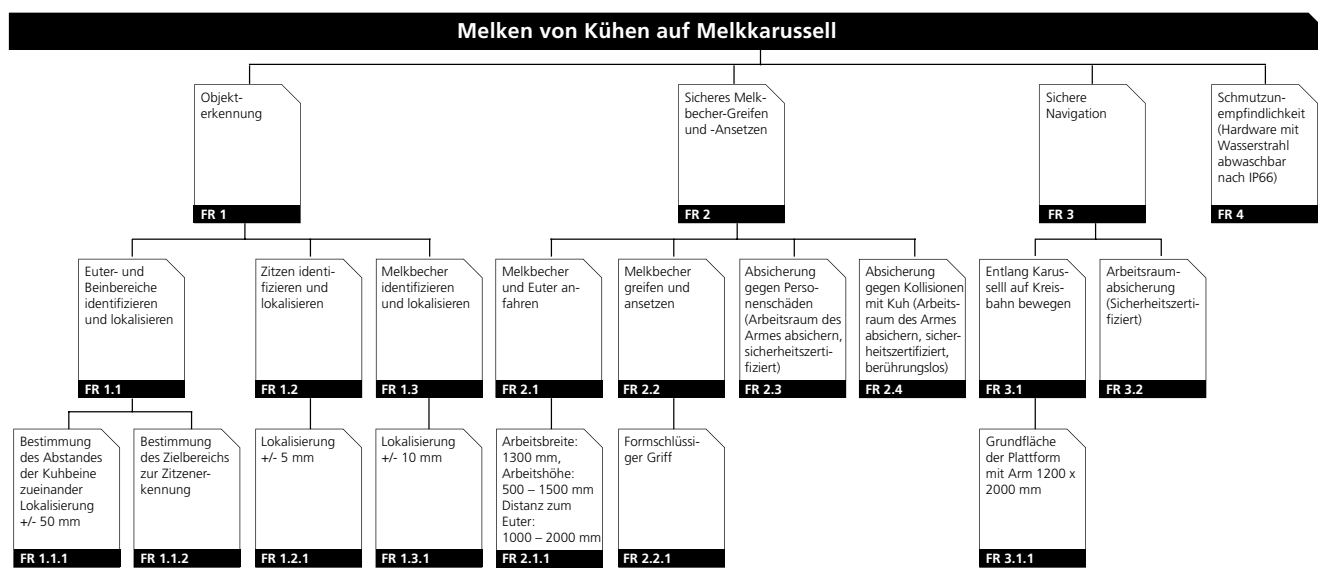 Melken von Kühen auf Melkkarussell
Objekt-
erkennung
FR 1
Sicheres Melk-
becher-Greifen
und -Ansetzen
FR 2
Sichere
Navigation
FR 3
Schmutzun-
empfindlichkeit
(Hardware mit
Wasserstrahl
abwaschbar
nach IP66)
FR 4
Euter- und
Beinbereiche
identifizieren
und lokalisieren
FR 1.1
Zitzen identi-
fizieren und
lokalisieren
FR 1.2
Melkbecher
identifizieren
und lokalisieren
FR 1.3
Melkbecher
und Euter an-
fahren
FR 2.1
Melkbecher
greifen und
ansetzen
FR 2.2
Absicherung
gegen Perso-
nenschäden
(Arbeitsraum des
Armes absichern,
sicherheitszerti-
fiziert)
FR 2.3
Absicherung
gegen Kollisionen
mit Kuh (Arbeits-
raum des Armes
absichern, sicher-
heitszertifiziert,
berührungslos)
FR 2.4
Entlang Karus-
selll auf Kreis-
bahn bewegen
FR 3.1
Arbeitsraum-
absicherung
(Sicherheitszerti-
fiziert)
FR 3.2
Bestimmung
des Abstandes
der Kuhbeine
zueinander
Lokalisierung
+/- 50 mm
FR 1.1.1
Bestimmung
des Zielbereichs
zur Zitzener-
kennung
FR 1.1.2
Lokalisierung
+/- 5 mm
FR 1.2.1
Lokalisierung
+/- 10 mm
FR 1.3.1
Arbeitsbreite:
1300 mm,
Arbeitshöhe:
500 – 1500 mm
Distanz zum
Euter:
1000 – 2000 mm
FR 2.1.1
Formschlüssi-
ger Griff
FR 2.2.1
Grundfläche
der Plattform
mit Arm 1200 x
2000 mm
FR 3.1.1